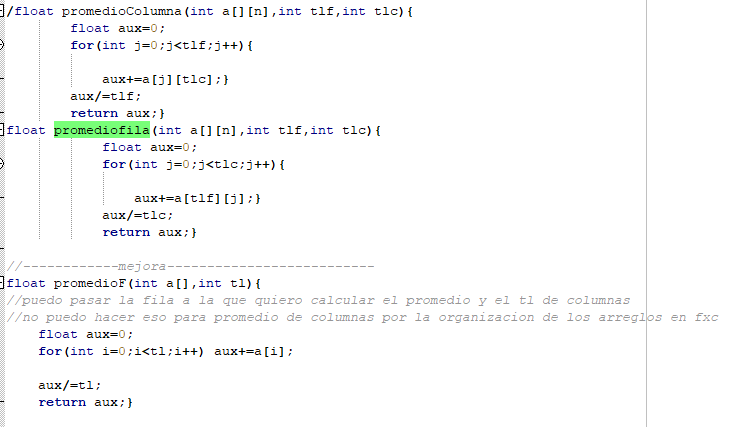 /float promedioColumna(int a[][n],int tlf,int tlc){
float aux=0;
for(int j=0;j<tlf;j++){
aux+=a[j][tlc];}
aux/=tlf;
return aux;}
float promediofila(int a[][n],int tlf,int tlc){
float aux=0;
for(int j=0;j<tlc;j++){
aux+=a[tlf][j];}
aux/=tlc;
return aux;}
//------------mejora--------------------------
float promedioF(int a[],int tl){
//puedo pasar la fila a la que quiero calcular el promedio y el tl de columnas
//no puedo hacer eso para promedio de columnas por la organizacion de los arreglos en fxc
float aux=0;
for(int i=0;i<tl;i++) aux+=a[i];
aux/=tl;
return aux;}